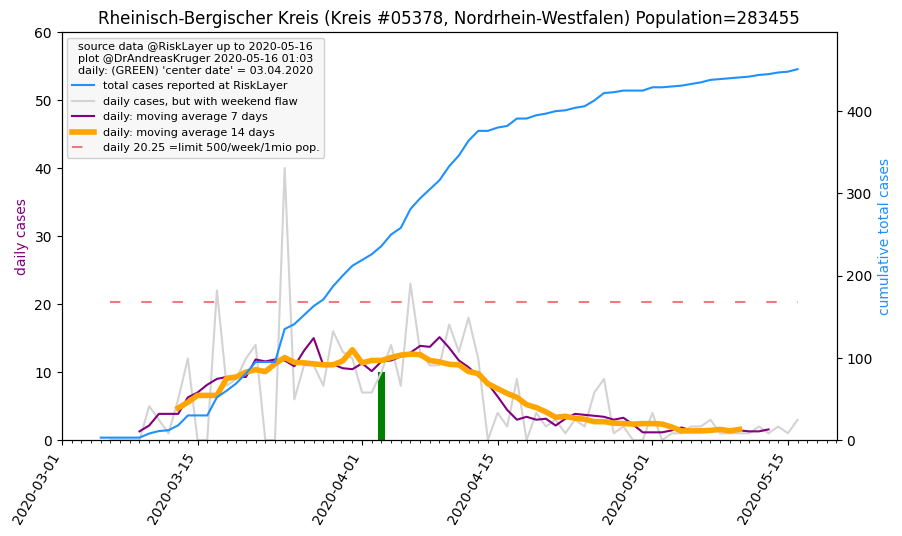 Rheinisch-Bergischer Kreis (Kreis #05378, Nordrhein-Westfalen) Population=283455
source data @RiskLayer up to 2020-05-16
plot @DrAndreasKruger 2020-05-16 01:03
daily: (GREEN) 'center date' = 03.04.2020
total cases reported at RiskLayer
daily cases, but with weekend flaw
daily: moving average 7 days
daily: moving average 14 days
daily 20.25 =limit 500/week/1mio pop.
daily cases
60
50
40
30
20
10
0
cumulative total cases
400
300
200
100
0
2020-03-01
2020-03-15
2020-04-01
2020-04-15
2020-05-01
2020-05-15